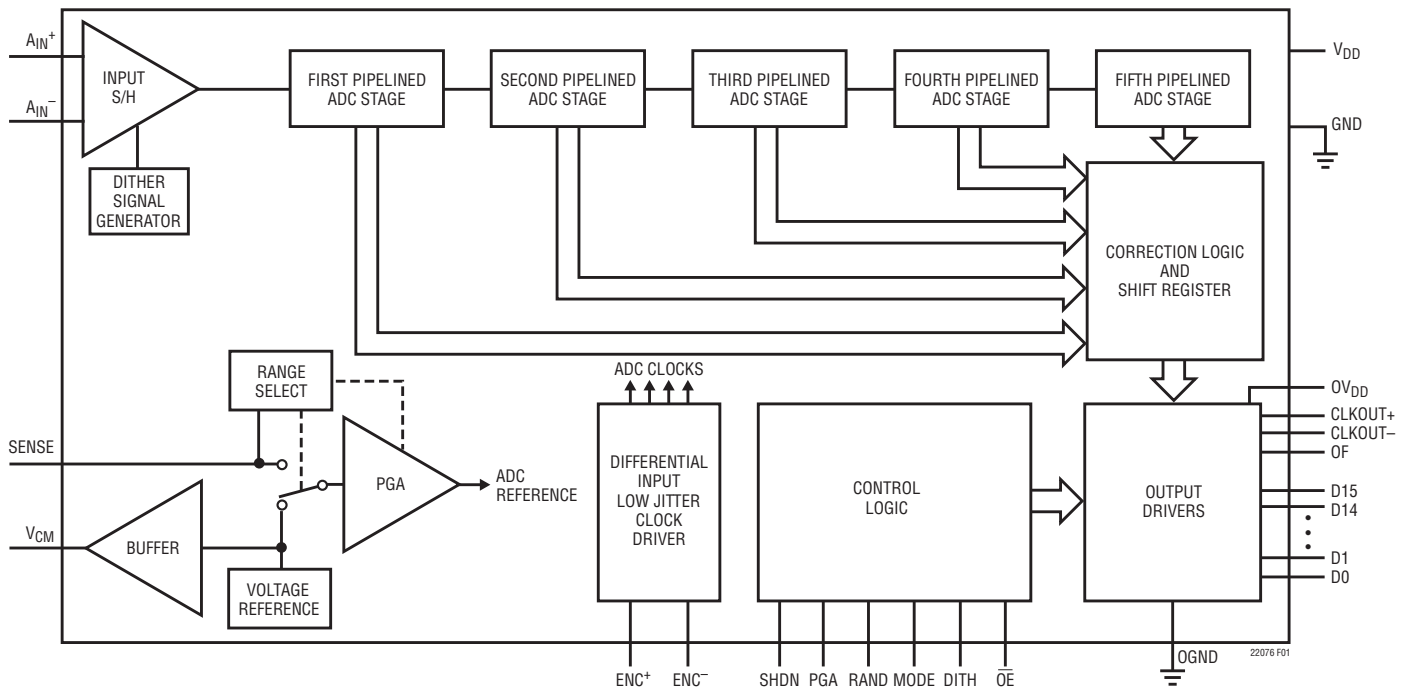 AIN+
AIN–
INPUT
S/H
DITHER
SIGNAL
GENERATOR
FIRST PIPELINED
ADC STAGE
SECOND PIPELINED
ADC STAGE
THIRD PIPELINED
ADC STAGE
FOURTH PIPELINED
ADC STAGE
FIFTH PIPELINED
ADC STAGE
VDD
GND
CORRECTION LOGIC
AND
SHIFT REGISTER
RANGE
SELECT
SENSE
PGA
ADC
REFERENCE
VCM
BUFFER
VOLTAGE
REFERENCE
ADC CLOCKS
DIFFERENTIAL
INPUT
LOW JITTER
CLOCK
DRIVER
CONTROL
LOGIC
OUTPUT
DRIVERS
OVDD
CLKOUT+
CLKOUT–
OF
D15
D14
D1
D0
OGND
ENC+
ENC–
SHDN
PGA
RAND
MODE
DITH
O̅E̅
22076 F01